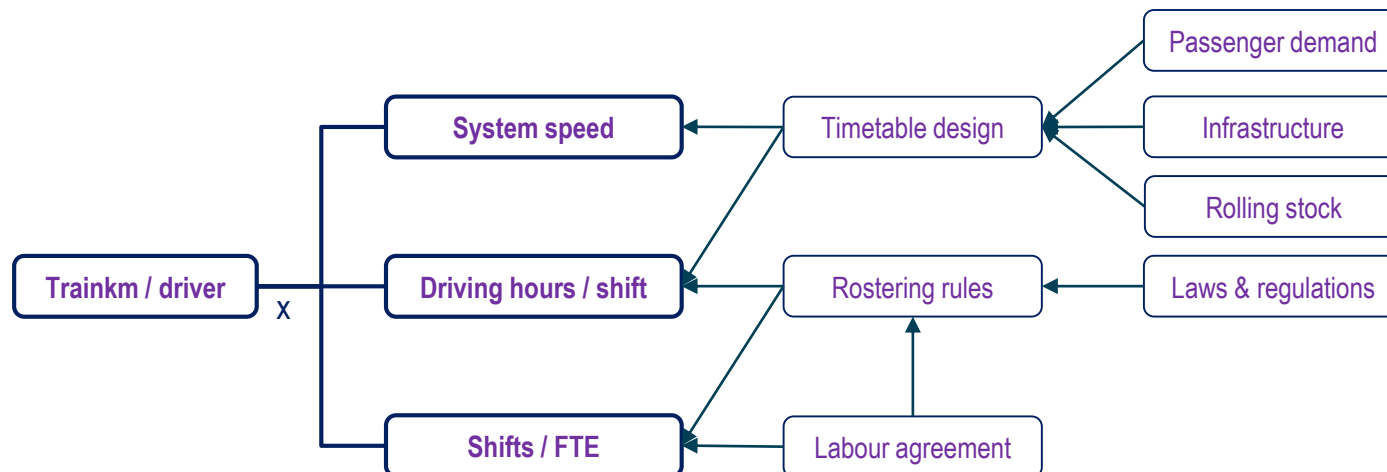 Passenger demand
System speed
Timetable design
Infrastructure
Rolling stock
Trainkm / driver
X
Driving hours / shift
Rostering rules
Laws & regulations
Shifts / FTE
Labour agreement